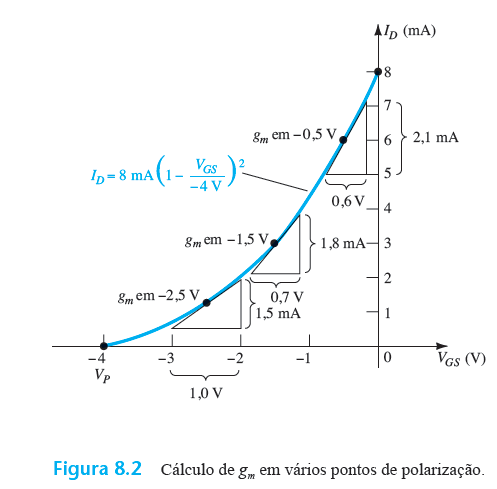 I_D (mA)
8
7
g_m em −0,5 V
6
2,1 mA
I_D = 8 mA(1 − V_GS / −4 V)^2
5
0,6 V
4
g_m em −1,5 V
1,8 mA
3
2
g_m em −2,5 V
0,7 V
1,5 mA
1
−4 −3 −2 −1 0 V_GS (V)
V_P
1,0 V
Figura 8.2 Cálculo de g_m em vários pontos de polarização.